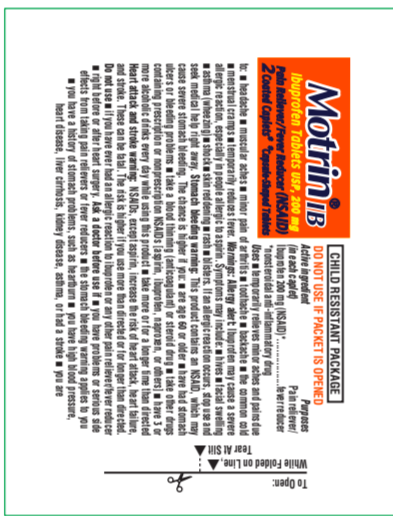 Motrin® IB
Ibuprofen Tablets USP, 200 mg
Pain Reliever/Fever Reducer (NSAID)
2 Coated Caplets* *Capsule-Shaped Tablets
CHILD RESISTANT PACKAGE
DO NOT USE IF PACKET IS OPENED
Active ingredient Purposes
(in each caplet) Pain reliever/
Ibuprofen 200 mg (NSAID)* ................fever reducer
*nonsteroidal anti-inflammatory drug
Uses ■ temporarily relieves minor aches and pains due
to: ■ headache ■ muscular aches ■ minor pain of arthritis ■ toothache ■ backache ■ the common cold
■ menstrual cramps ■ temporarily reduces fever Warnings: Allergy alert: Ibuprofen may cause a severe
allergic reaction, especially in people allergic to aspirin. Symptoms may include: ■ hives ■ facial swelling
■ asthma (wheezing) ■ shock ■ skin reddening ■ rash ■ blisters. If an allergic reaction occurs, stop use and
seek medical help right away. Stomach bleeding warning: This product contains an NSAID, which may
cause severe stomach bleeding. The chance is higher if you: ■ are age 60 or older ■ have had stomach
ulcers or bleeding problems ■ take a blood thinner (anticoagulant) or steroid drug ■ take other drugs
containing prescription or nonprescription NSAIDs (aspirin, ibuprofen, naproxen, or others) ■ have 3 or
more alcoholic drinks every day while using this product ■ take more or for a longer time than directed
Heart attack and stroke warning: NSAIDs, except aspirin, increase the risk of heart attack, heart failure,
and stroke. These can be fatal. The risk is higher if you use more than directed or for longer than directed.
Do not use ■ if you have ever had an allergic reaction to ibuprofen or any other pain reliever/fever reducer
■ right before or after heart surgery. Ask a doctor before use if ■ you have problems or serious side
effects from taking pain relievers or fever reducers ■ the stomach bleeding warning applies to you
■ you have a history of stomach problems, such as heartburn ■ you have high blood pressure,
heart disease, liver cirrhosis, kidney disease, asthma, or had a stroke ■ you are
To Open:
While Folded on Line,
Tear At Slit